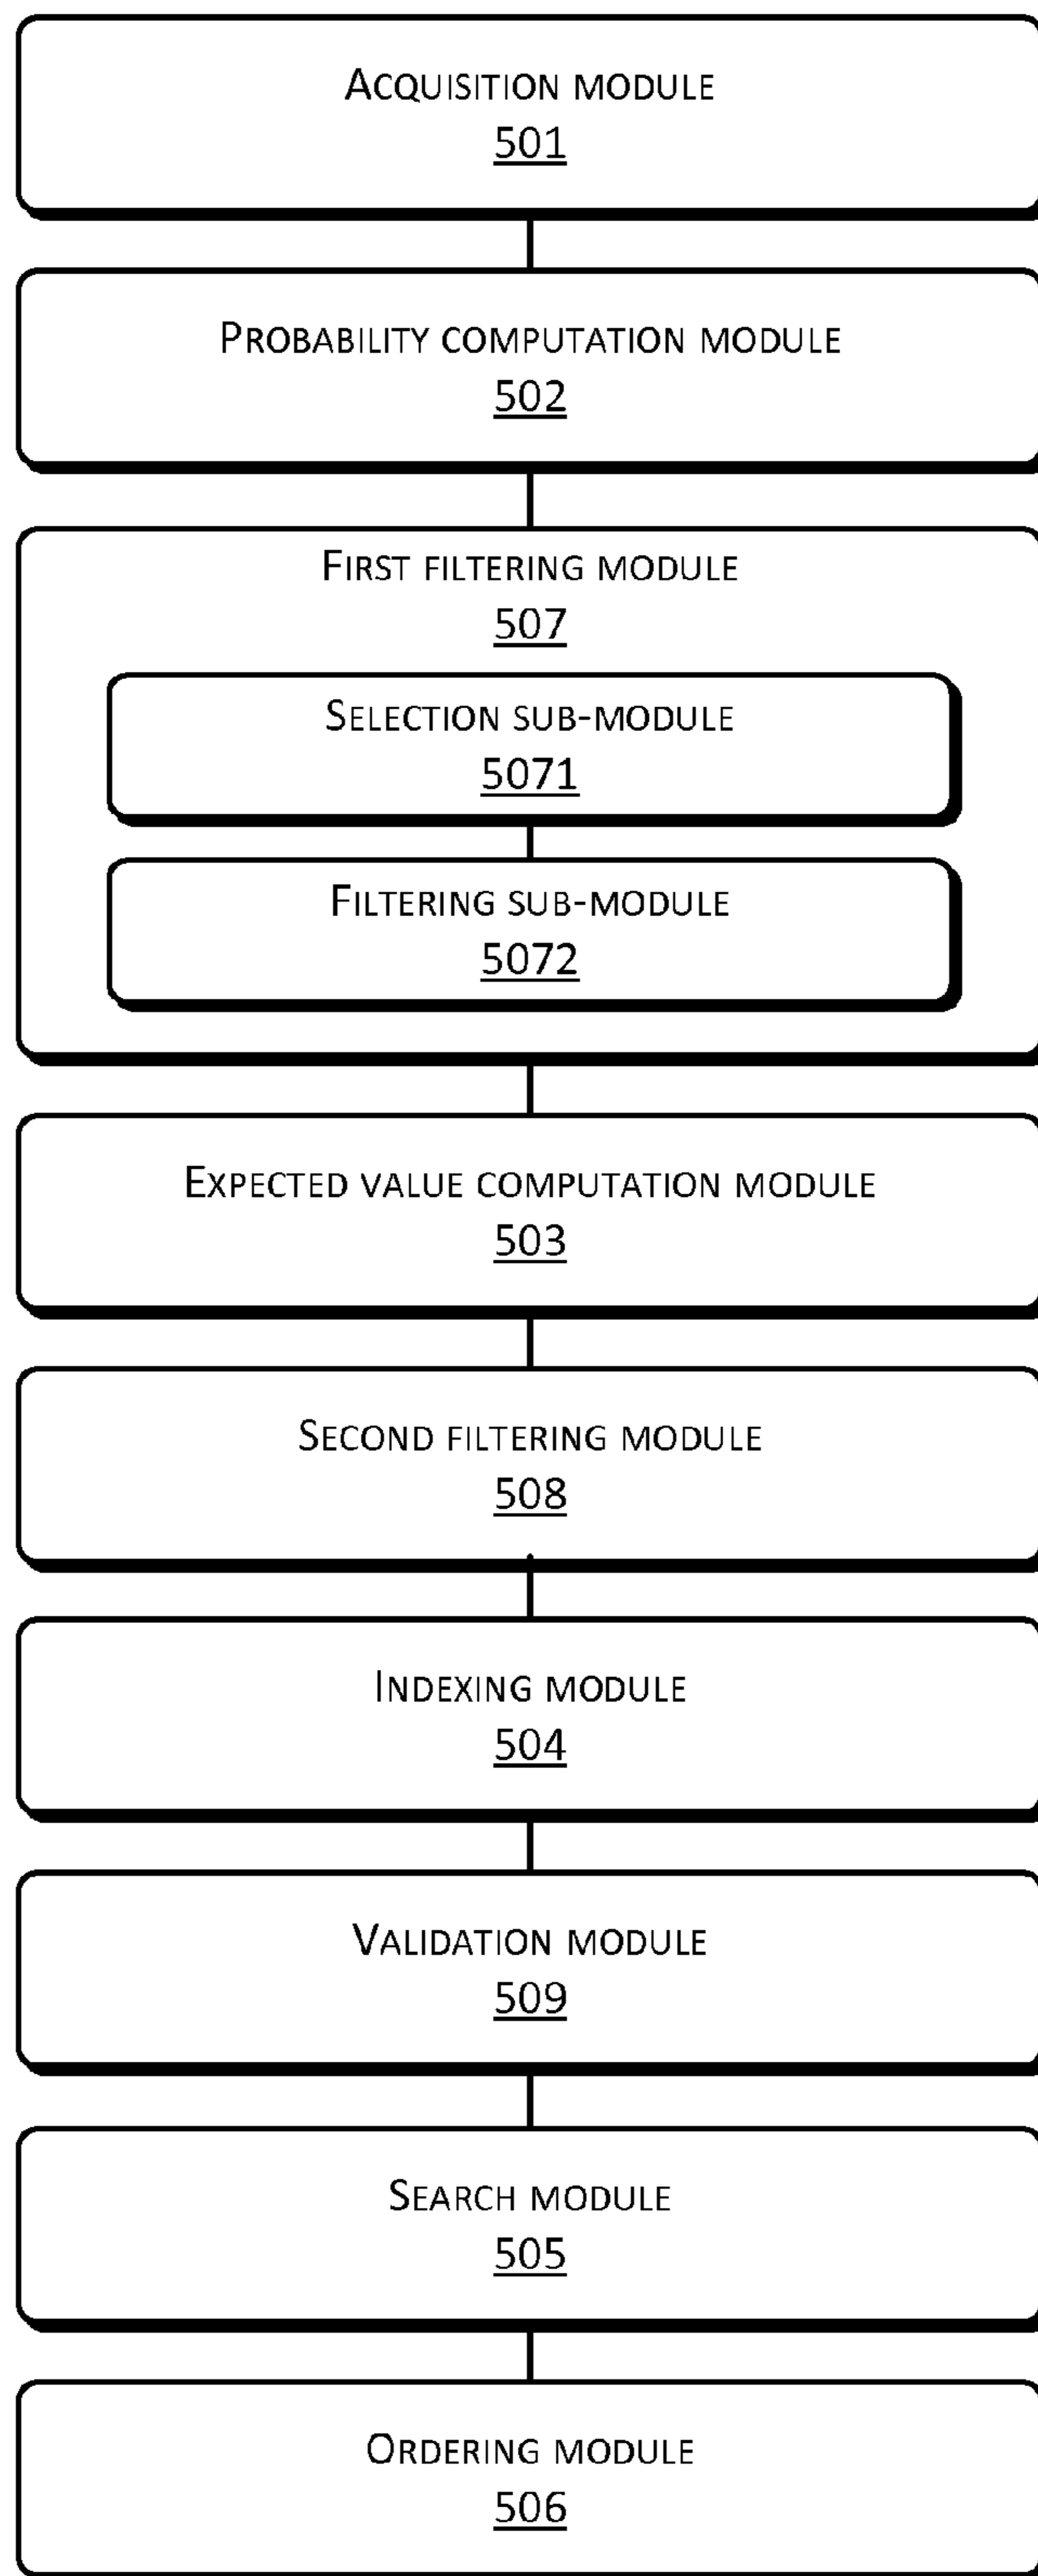 ACQUISITION MODULE
501
PROBABILITY COMPUTATION MODULE
502
FIRST FILTERING MODULE
507
SELECTION SUB-MODULE
5071
FILTERING SUB-MODULE
5072
EXPECTED VALUE COMPUTATION MODULE
503
SECOND FILTERING MODULE
508
INDEXING MODULE
504
VALIDATION MODULE
509
SEARCH MODULE
505
ORDERING MODULE
506